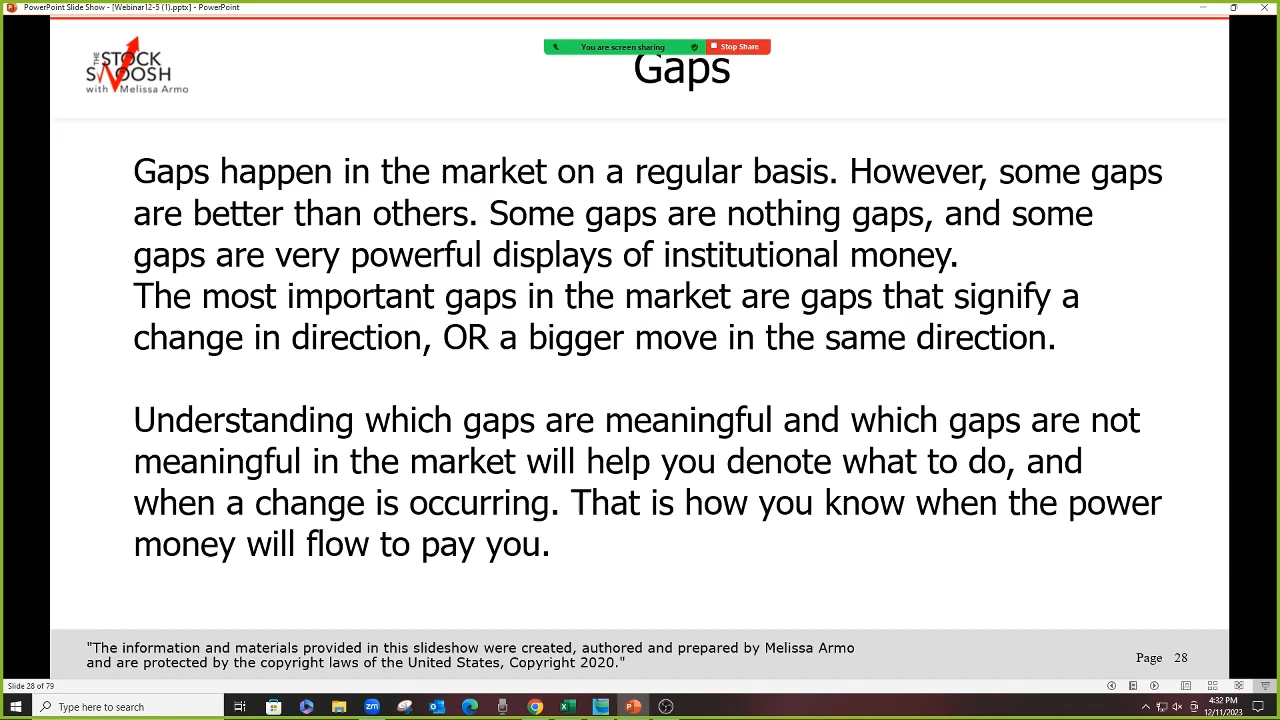 PowerPoint Slide Show - [Webinar12-5 (1).pptx] - PowerPoint
You are screen sharing
Stop Share
THE
STOCK
SWOOSH
with Melissa Armo
Gaps
Gaps happen in the market on a regular basis. However, some gaps
are better than others. Some gaps are nothing gaps, and some
gaps are very powerful displays of institutional money.
The most important gaps in the market are gaps that signify a
change in direction, OR a bigger move in the same direction.
Understanding which gaps are meaningful and which gaps are not
meaningful in the market will help you denote what to do, and
when a change is occurring. That is how you know when the power
money will flow to pay you.
"The information and materials provided in this slideshow were created, authored and prepared by Melissa Armo
and are protected by the copyright laws of the United States, Copyright 2020."
Page 28
Slide 28 of 79
Type here to search
zm
4:32 PM
12/11/2023